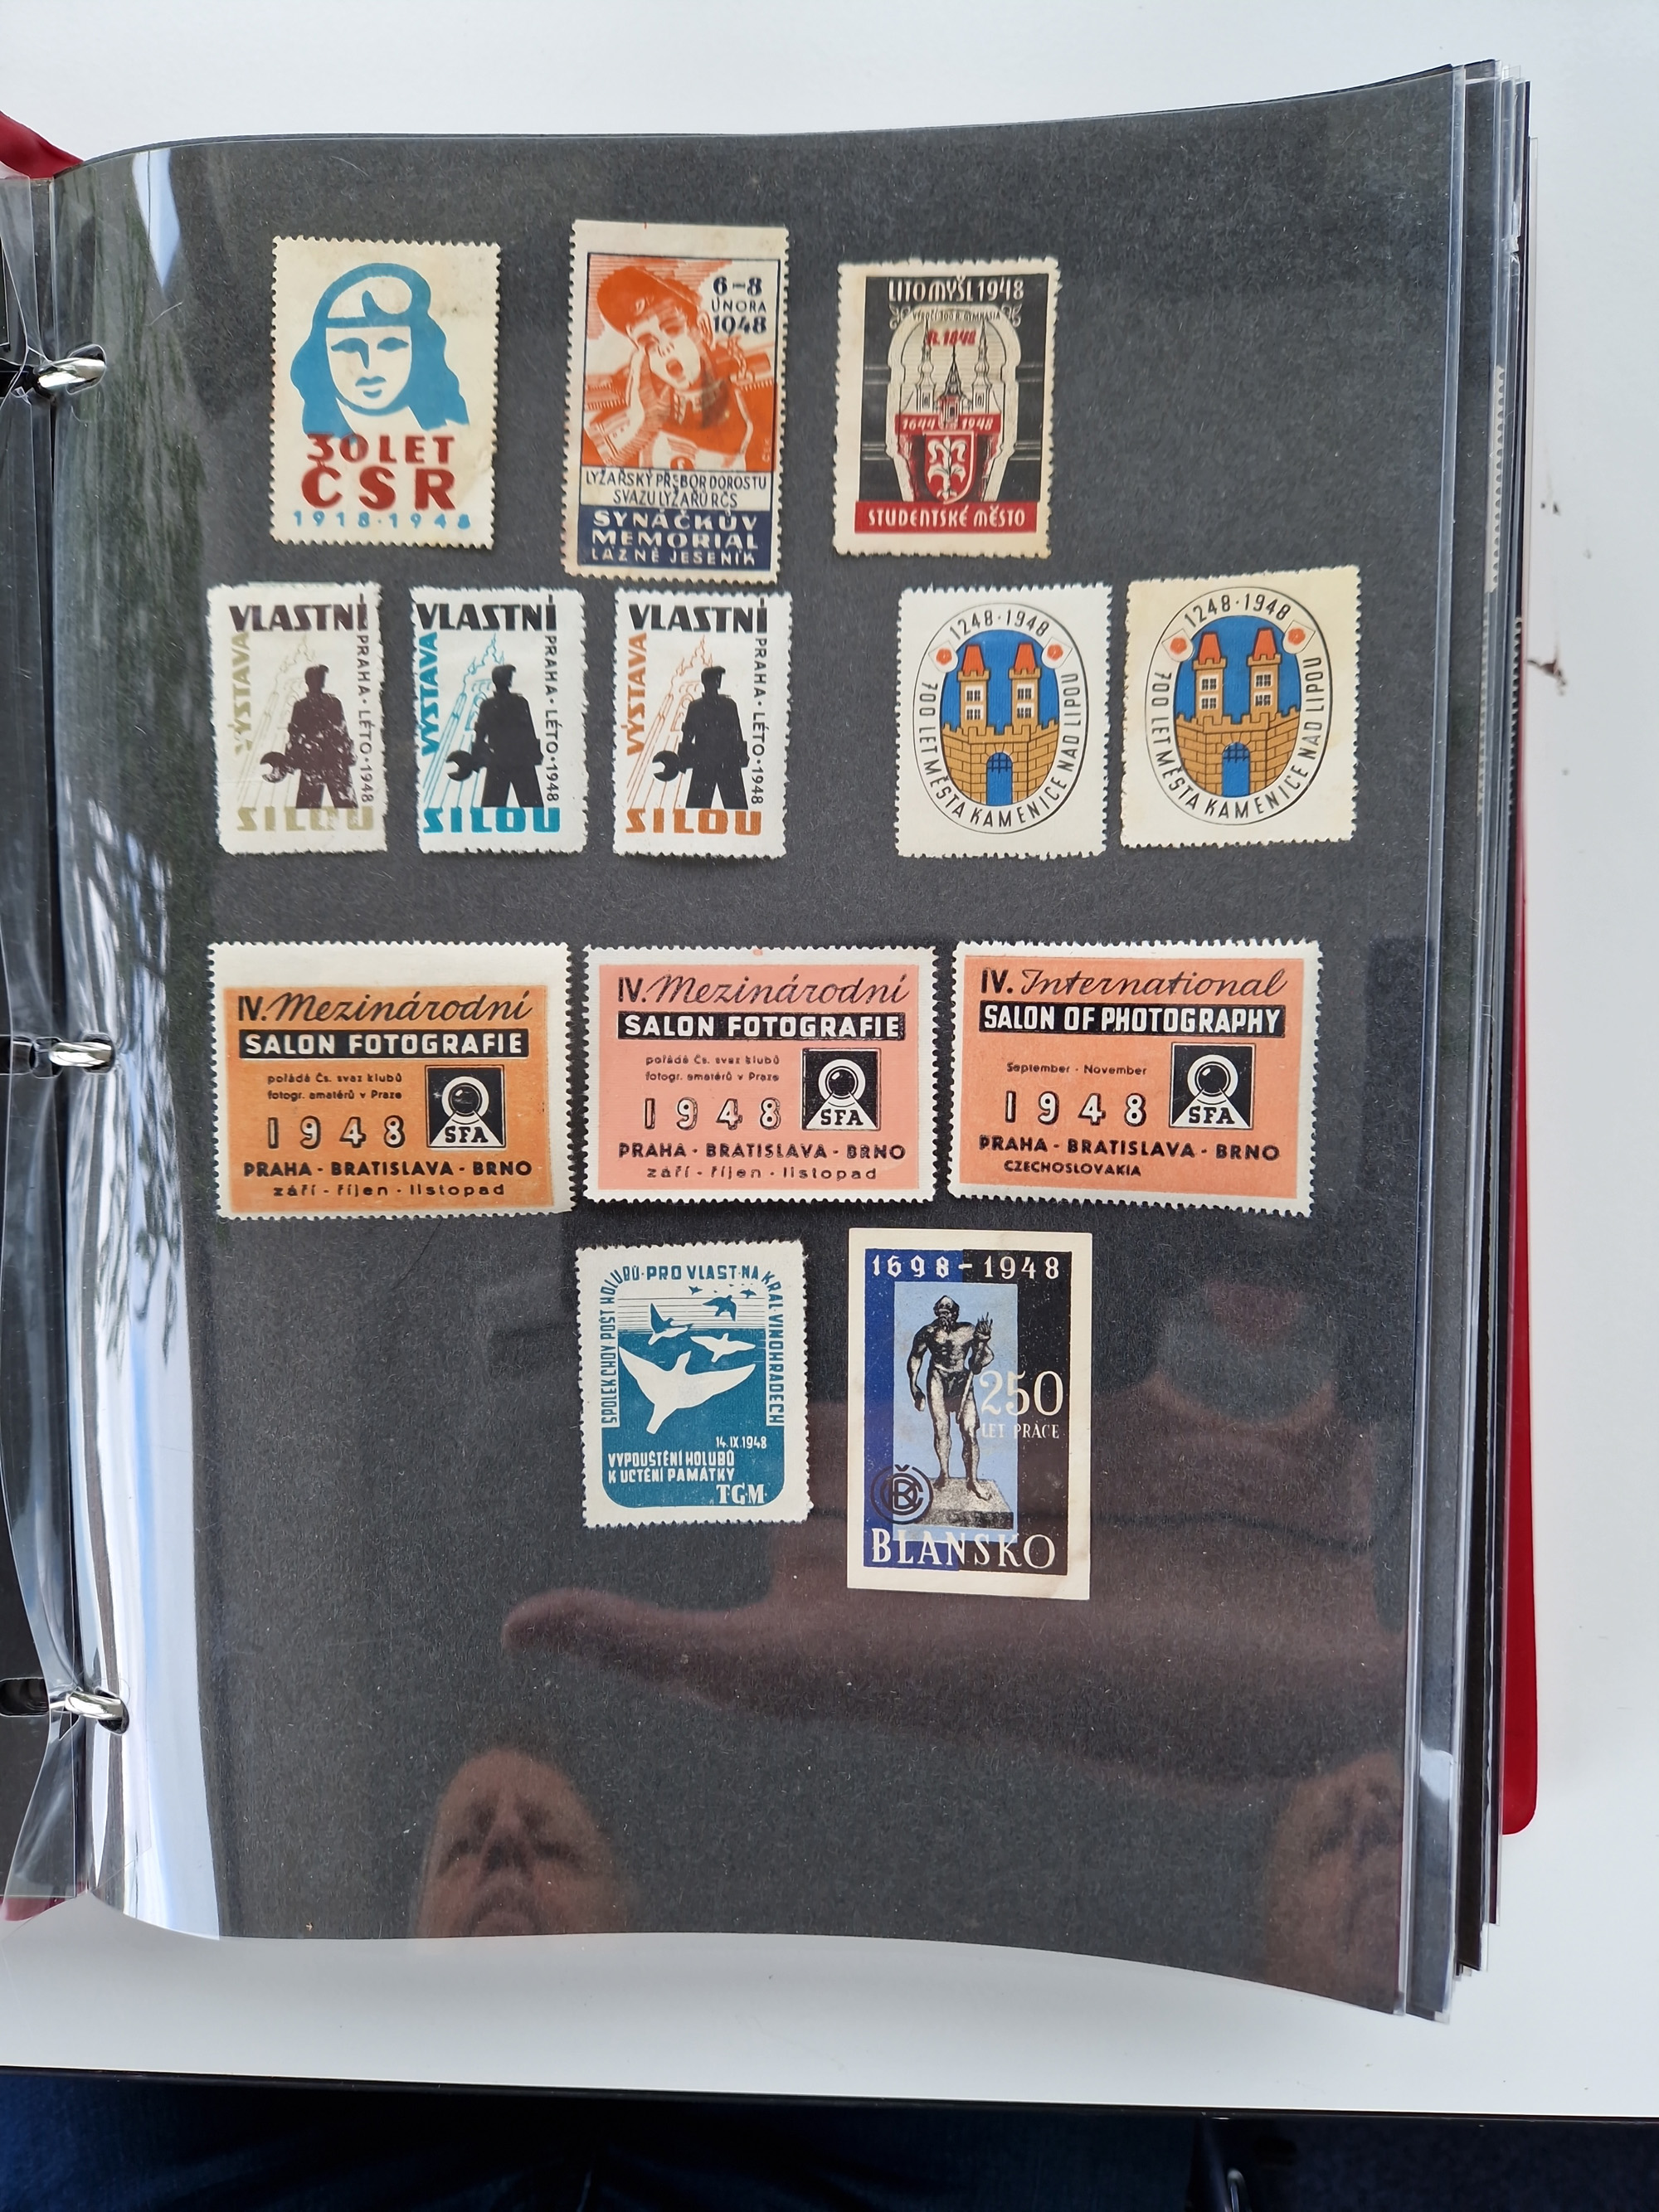 30 LET
ČSR
1918·1948
6-8
ÚNORA
1948
LYŽAŘSKÝ PŘEBOR DOROSTU
SVAZU LYŽAŘŮ RČS
SYNÁČKŮV
MEMORIAL
LÁZNĚ JESENÍK
LITOMYŠL 1948
VÝROČÍ 300 R. GYMNASIA
R. 1848
1644 1948
STUDENTSKÉ MĚSTO
VLASTNÍ
VÝSTAVA
PRAHA · LÉTO · 1948
SILOU
VLASTNÍ
VÝSTAVA
PRAHA · LÉTO · 1948
SILOU
VLASTNÍ
VÝSTAVA
PRAHA · LÉTO · 1948
SILOU
1248·1948
700 LET MĚSTA KAMENICE NAD LIPOU
1248·1948
700 LET MĚSTA KAMENICE NAD LIPOU
IV. Mezinárodní
SALON FOTOGRAFIE
pořádá Čs. svaz klubů
fotogr. amatérů v Praze
1948
SFA
PRAHA - BRATISLAVA - BRNO
září - říjen - listopad
IV. Mezinárodní
SALON FOTOGRAFIE
pořádá Čs. svaz klubů
fotogr. amatérů v Praze
1948
SFA
PRAHA - BRATISLAVA - BRNO
září - říjen - listopad
IV. International
SALON OF PHOTOGRAPHY
September - November
1948
SFA
PRAHA - BRATISLAVA - BRNO
CZECHOSLOVAKIA
SPOLEK CHOV POŠT HOLUBŮ·PRO VLAST·NA KRÁL·VINOHRADECH
14.IX.1948
VYPOUŠTĚNÍ HOLUBŮ
K UCTĚNÍ PAMÁTKY
TGM
1698-1948
250
LET PRÁCE
ČKD
BLANSKO